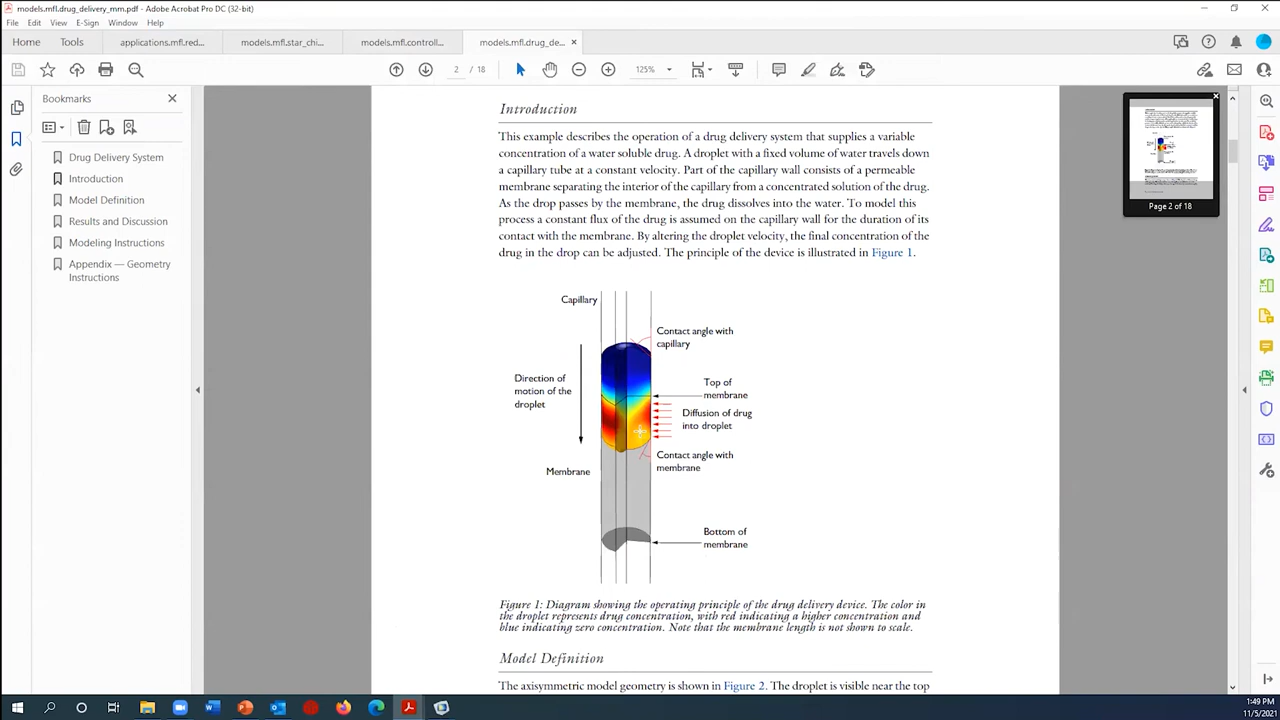 models.mfl.drug_delivery_mm.pdf - Adobe Acrobat Pro DC (32-bit)
File Edit View E-Sign Window Help
Home Tools applications.mfl.red... models.mfl.star_chi... models.mfl.controll... models.mfl.drug_de... ×
2 / 18 125%
Bookmarks
Drug Delivery System
Introduction
Model Definition
Results and Discussion
Modeling Instructions
Appendix — Geometry
Instructions
Introduction
This example describes the operation of a drug delivery system that supplies a variable
concentration of a water soluble drug. A droplet with a fixed volume of water travels down
a capillary tube at a constant velocity. Part of the capillary wall consists of a permeable
membrane separating the interior of the capillary from a concentrated solution of the drug.
As the drop passes by the membrane, the drug dissolves into the water. To model this
process a constant flux of the drug is assumed on the capillary wall for the duration of its
contact with the membrane. By altering the droplet velocity, the final concentration of the
drug in the drop can be adjusted. The principle of the device is illustrated in Figure 1.
Capillary
Contact angle with
capillary
Direction of
motion of the
droplet
Top of
membrane
Diffusion of drug
into droplet
Contact angle with
membrane
Membrane
Bottom of
membrane
Figure 1: Diagram showing the operating principle of the drug delivery device. The color in
the droplet represents drug concentration, with red indicating a higher concentration and
blue indicating zero concentration. Note that the membrane length is not shown to scale.
Model Definition
The axisymmetric model geometry is shown in Figure 2. The droplet is visible near the top
Page 2 of 18
1:49 PM
11/5/2021